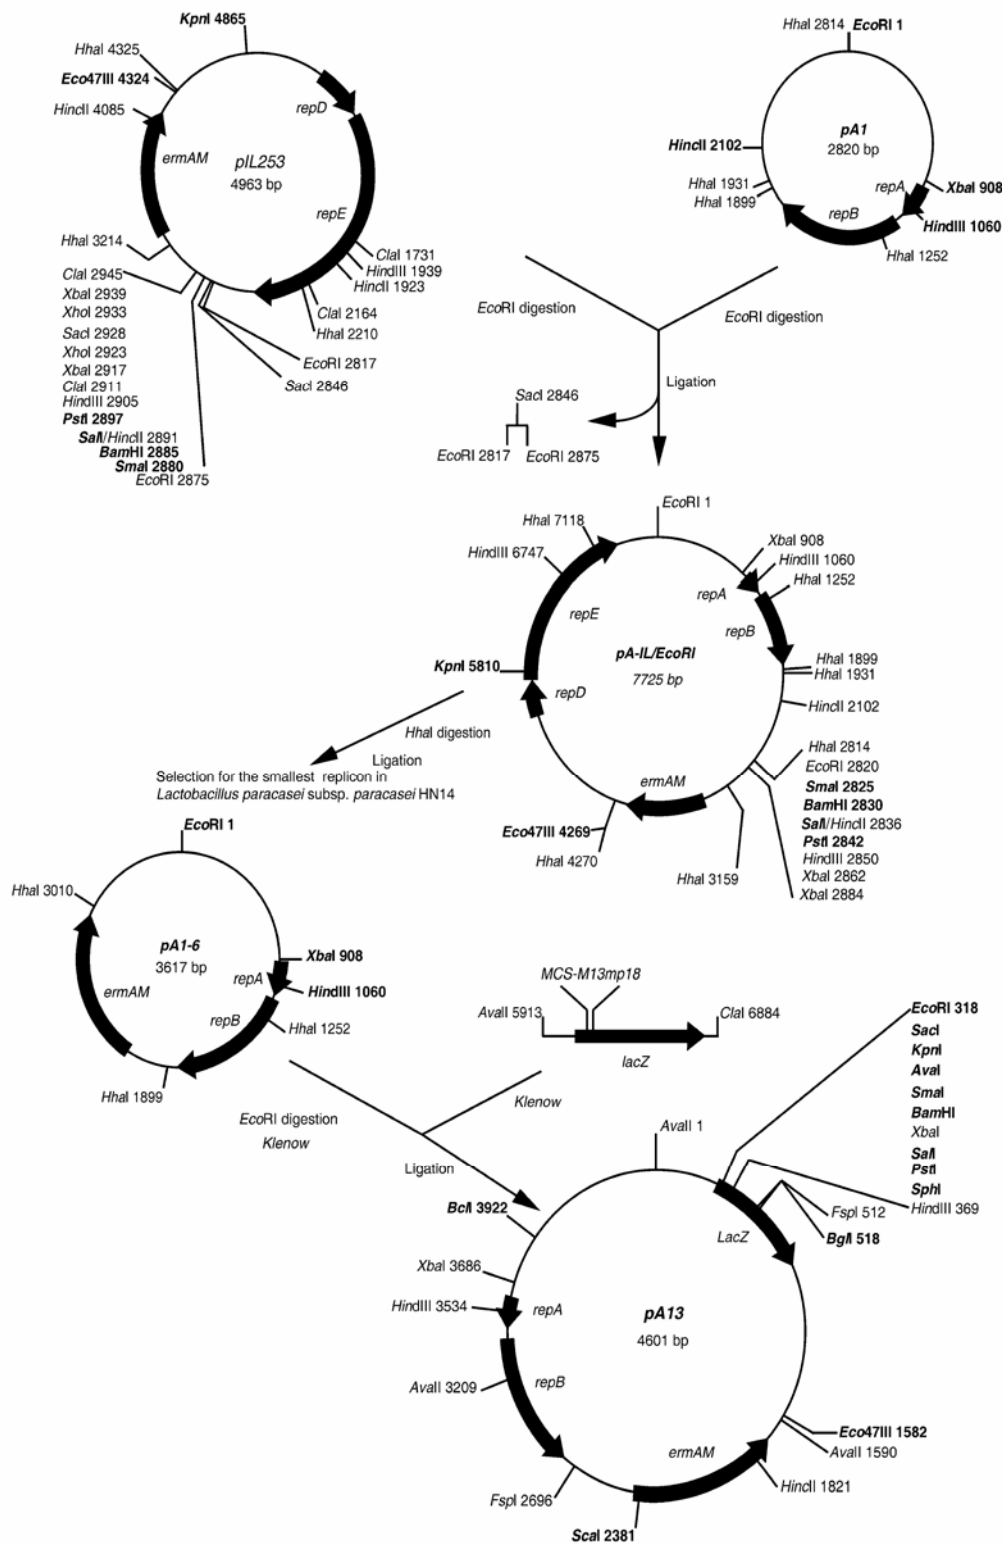 KpnI 4865
HhaI 4325
Eco47III 4324
HincII 4085
repD
ermAM
pIL253
4963 bp
repE
HhaI 3214
ClaI 2945
XbaI 2939
XhoI 2933
SacI 2928
XhoI 2923
XbaI 2917
ClaI 2911
HindIII 2905
PstI 2897
SalI/HincII 2891
BamHI 2885
SmaI 2880
EcoRI 2875
ClaI 1731
HindIII 1939
HincII 1923
ClaI 2164
HhaI 2210
EcoRI 2817
SacI 2846
HhaI 2814
EcoRI 1
pA1
2820 bp
HincII 2102
HhaI 1931
HhaI 1899
repA
XbaI 908
repB
HindIII 1060
HhaI 1252
EcoRI digestion
EcoRI digestion
Ligation
SacI 2846
EcoRI 2817
EcoRI 2875
EcoRI 1
HhaI 7118
HindIII 6747
XbaI 908
HindIII 1060
HhaI 1252
repA
repE
repB
pA-IL/EcoRI
7725 bp
KpnI 5810
repD
HhaI 1899
HhaI 1931
HincII 2102
HhaI 2814
EcoRI 2820
SmaI 2825
BamHI 2830
SalI/HincII 2836
PstI 2842
HindIII 2850
XbaI 2862
XbaI 2884
ermAM
Eco47III 4269
HhaI 4270
HhaI 3159
HhaI digestion
Ligation
Selection for the smallest replicon in
Lactobacillus paracasei subsp. paracasei HN14
EcoRI 1
HhaI 3010
pA1-6
3617 bp
XbaI 908
repA
HindIII 1060
ermAM
repB
HhaI 1252
HhaI 1899
MCS-M13mp18
AvaII 5913
ClaI 6884
lacZ
EcoRI digestion
Klenow
Klenow
Ligation
AvaII 1
EcoRI 318
SacI
KpnI
AvaI
SmaI
BamHI
XbaI
SalI
PstI
SphI
HindIII 369
FspI 512
BglI 518
LacZ
BclI 3922
XbaI 3686
HindIII 3534
repA
pA13
4601 bp
AvaII 3209
repB
Eco47III 1582
AvaII 1590
ermAM
HincII 1821
FspI 2696
ScaI 2381